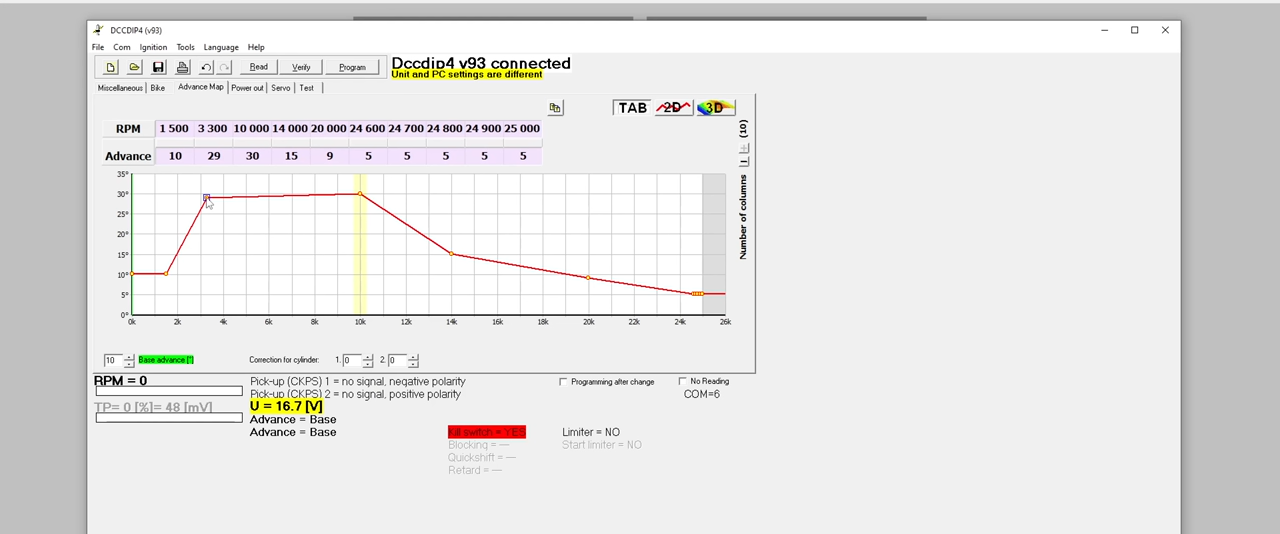 DCCDIP4 (v93)
File Com Ignition Tools Language Help
Read Verify Program
Dccdip4 v93 connected
Unit and PC settings are different
Miscellaneous Bike Advance Map Power out Servo Test
TAB 2D 3D
RPM 1 500 3 300 10 000 14 000 20 000 24 600 24 700 24 800 24 900 25 000
Advance 10 29 30 15 9 5 5 5 5 5
Number of columns (10)
35°
30°
25°
20°
15°
10°
5°
0°
0k 2k 4k 6k 8k 10k 12k 14k 16k 18k 20k 22k 24k 26k
10 Base advance [°] Correction for cylinder: 1. 0 2. 0
RPM = 0
Pick-up (CKPS) 1 = no signal, negative polarity
Programming after change No Reading
Pick-up (CKPS) 2 = no signal, positive polarity
COM=6
TP= 0 [%]= 48 [mV]
U = 16.7 [V]
Advance = Base
Advance = Base
Kill switch = YES
Limiter = NO
Blocking = ---
Start limiter = NO
Quickshift = ---
Retard = ---